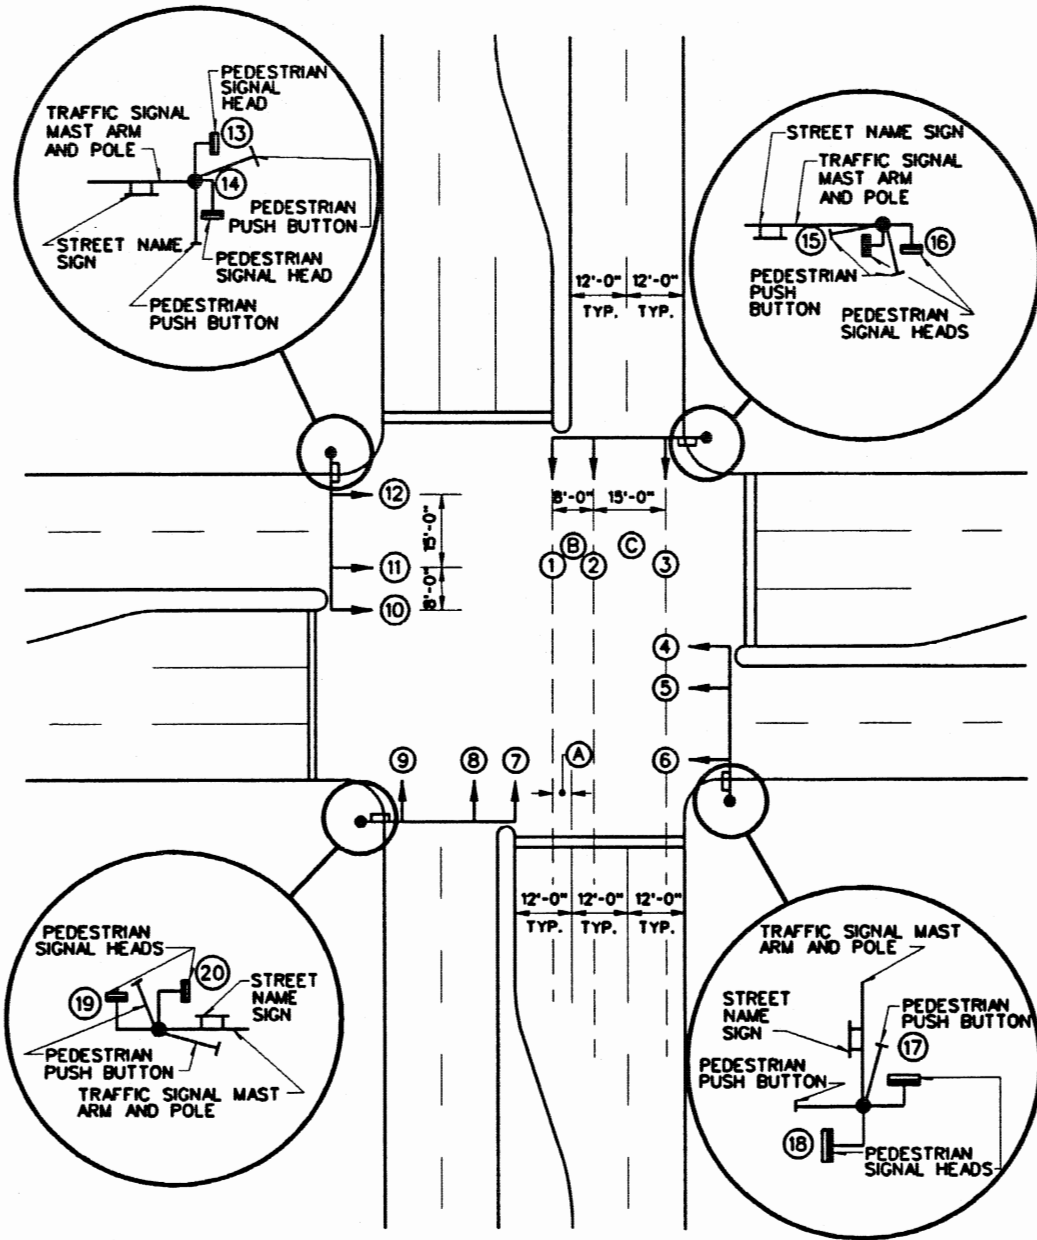 PEDESTRIAN
SIGNAL
HEAD
TRAFFIC SIGNAL
MAST ARM
AND POLE
13
14
PEDESTRIAN
PUSH BUTTON
STREET NAME
SIGN
PEDESTRIAN
SIGNAL HEAD
PEDESTRIAN
PUSH BUTTON
STREET NAME SIGN
TRAFFIC SIGNAL
MAST ARM
AND POLE
15
16
PEDESTRIAN
PUSH
BUTTON
PEDESTRIAN
SIGNAL HEADS
12'-0" 12'-0"
TYP. TYP.
12
15'-0"
11
8'-0"
10
8'-0" 15'-0"
B C
1 2 3
4
5
6
A
9 8 7
12'-0" 12'-0" 12'-0"
TYP. TYP. TYP.
PEDESTRIAN
SIGNAL HEADS
19
20
STREET
NAME
SIGN
PEDESTRIAN
PUSH BUTTON
TRAFFIC SIGNAL MAST
ARM AND POLE
TRAFFIC SIGNAL MAST
ARM AND POLE
STREET
NAME
SIGN
PEDESTRIAN
PUSH BUTTON
17
PEDESTRIAN
PUSH BUTTON
18
PEDESTRIAN
SIGNAL HEADS